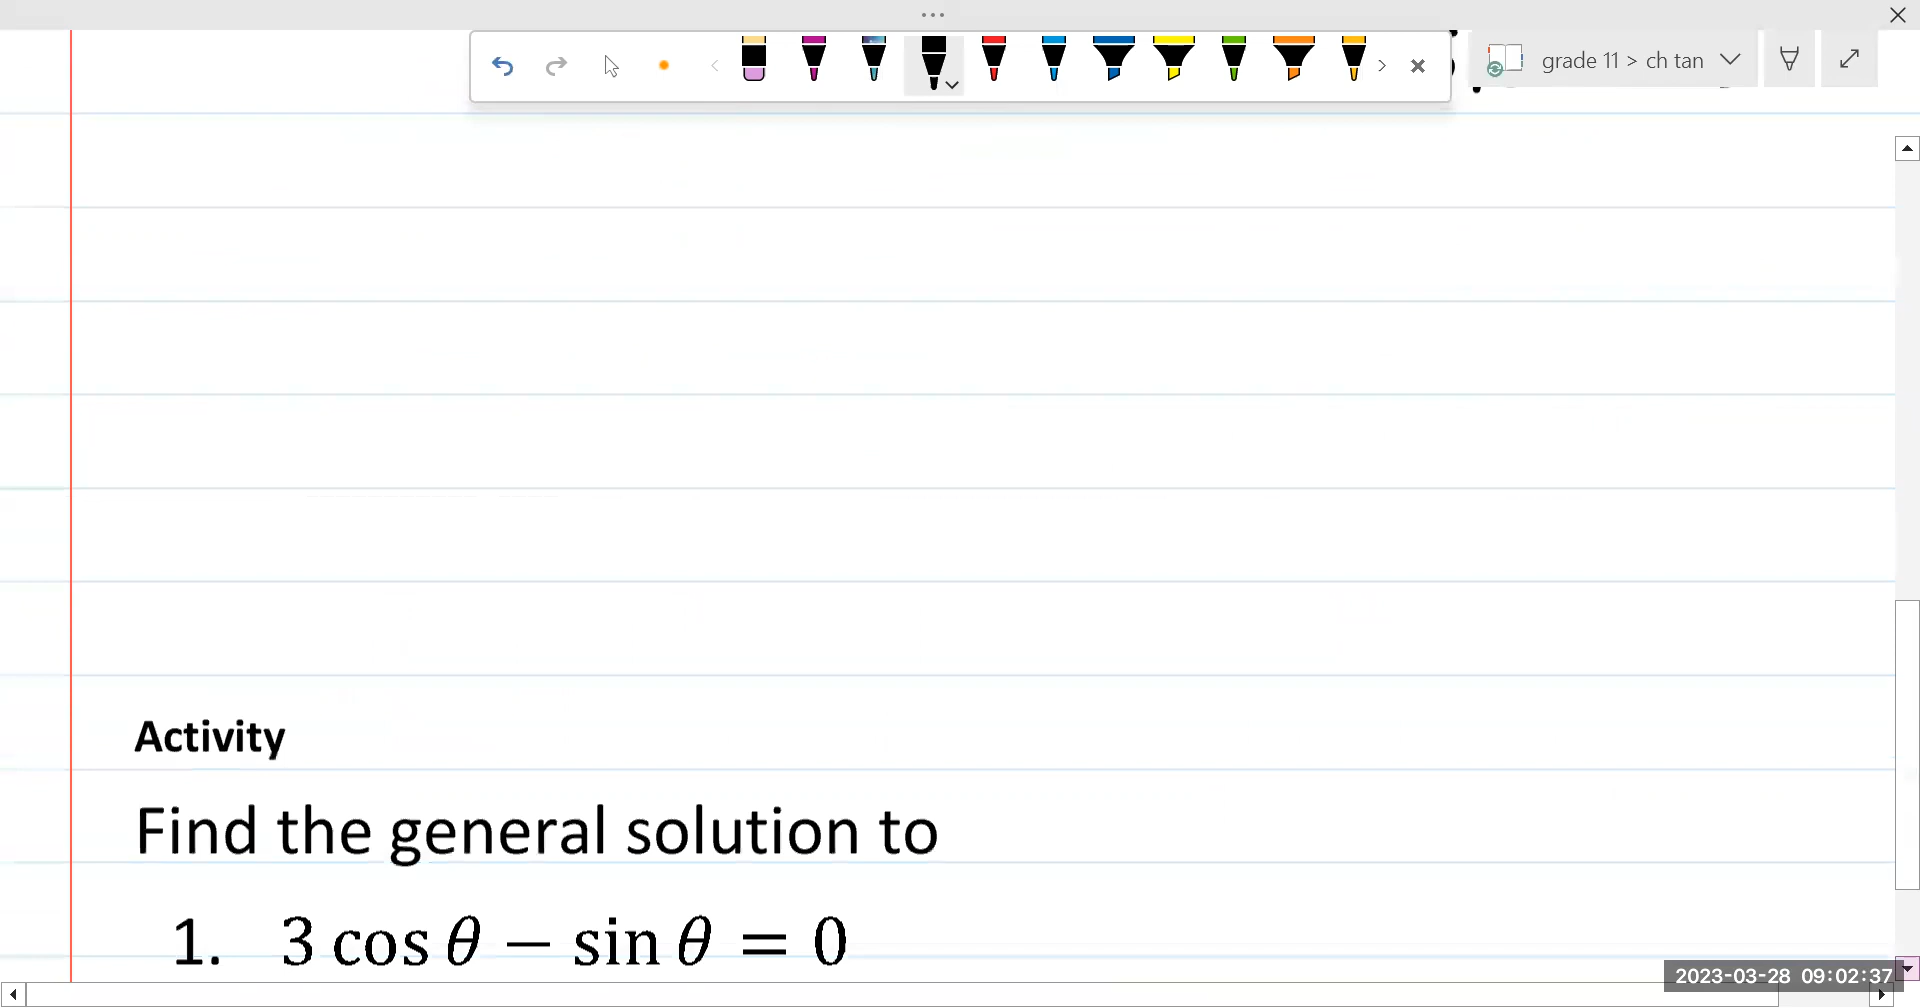 grade 11 > ch tan
Activity
Find the general solution to
1. 3 cos θ − sin θ = 0
2023-03-28 09:02:37